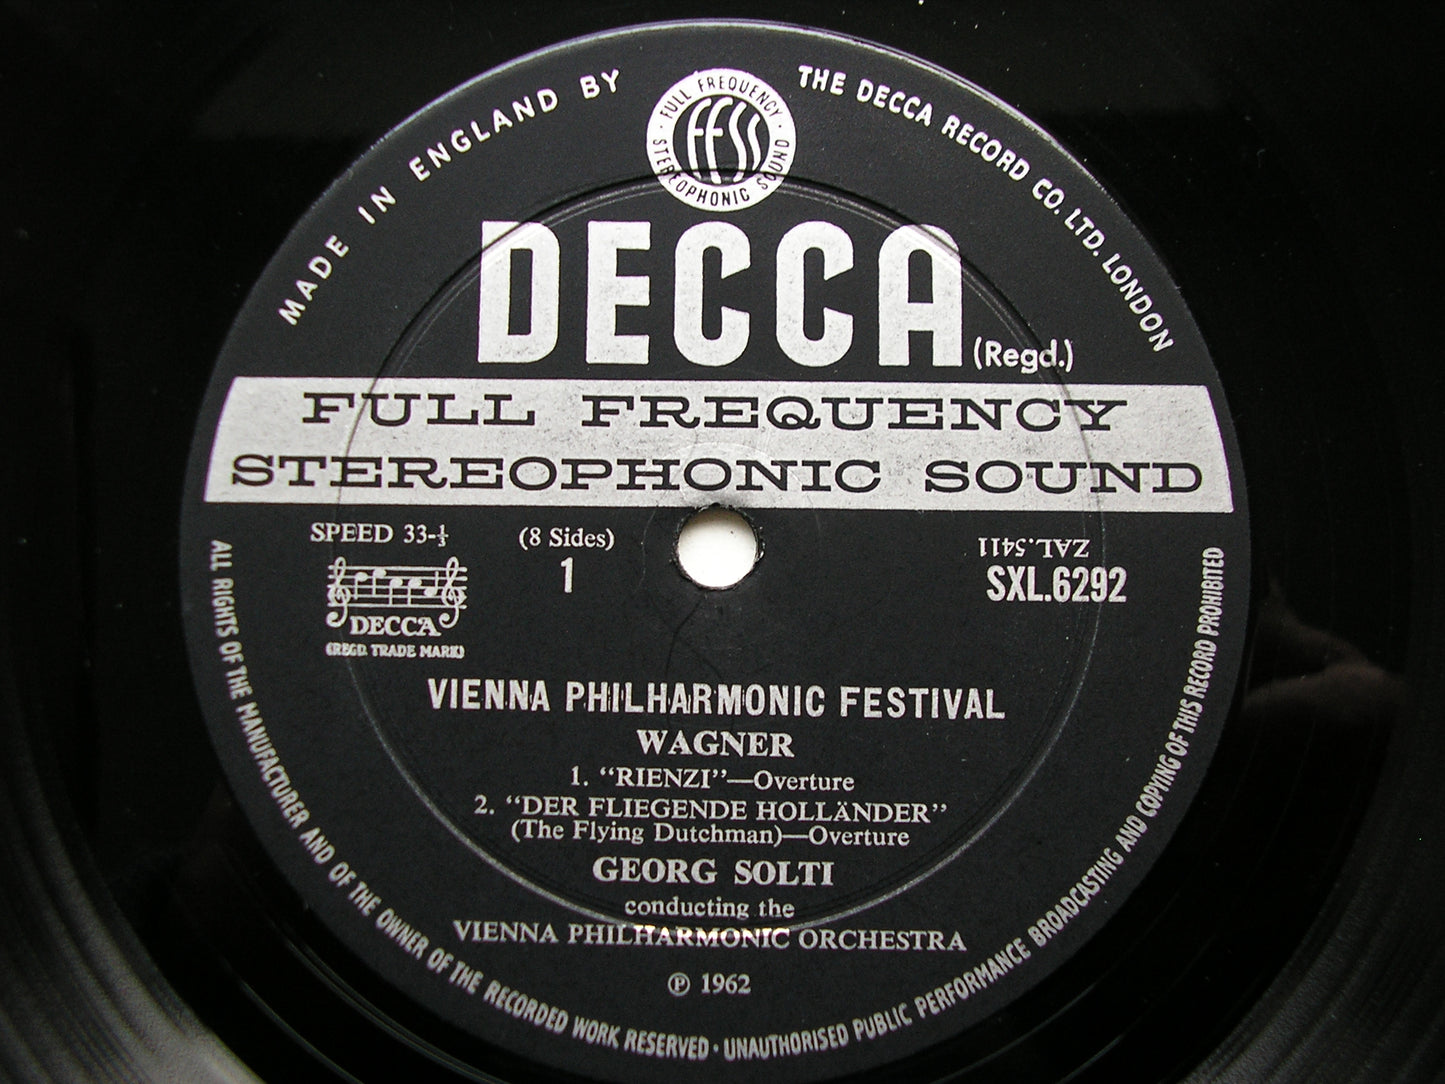 MADE IN ENGLAND BY
THE DECCA RECORD CO. LTD. LONDON
FULL FREQUENCY
FFSS
STEREOPHONIC SOUND
DECCA
(Regd.)
FULL FREQUENCY
STEREOPHONIC SOUND
SPEED 33-⅓
(8 Sides)
1
ZAL.5411
SXL.6292
DECCA
(REGD. TRADE MARK)
VIENNA PHILHARMONIC FESTIVAL
WAGNER
1. “RIENZI”—Overture
2. “DER FLIEGENDE HOLLÄNDER”
(The Flying Dutchman)—Overture
GEORG SOLTI
conducting the
VIENNA PHILHARMONIC ORCHESTRA
℗ 1962
ALL RIGHTS OF THE MANUFACTURER AND OF THE OWNER OF THE RECORDED WORK RESERVED · UNAUTHORISED PUBLIC PERFORMANCE BROADCASTING AND COPYING OF THIS RECORD PROHIBITED